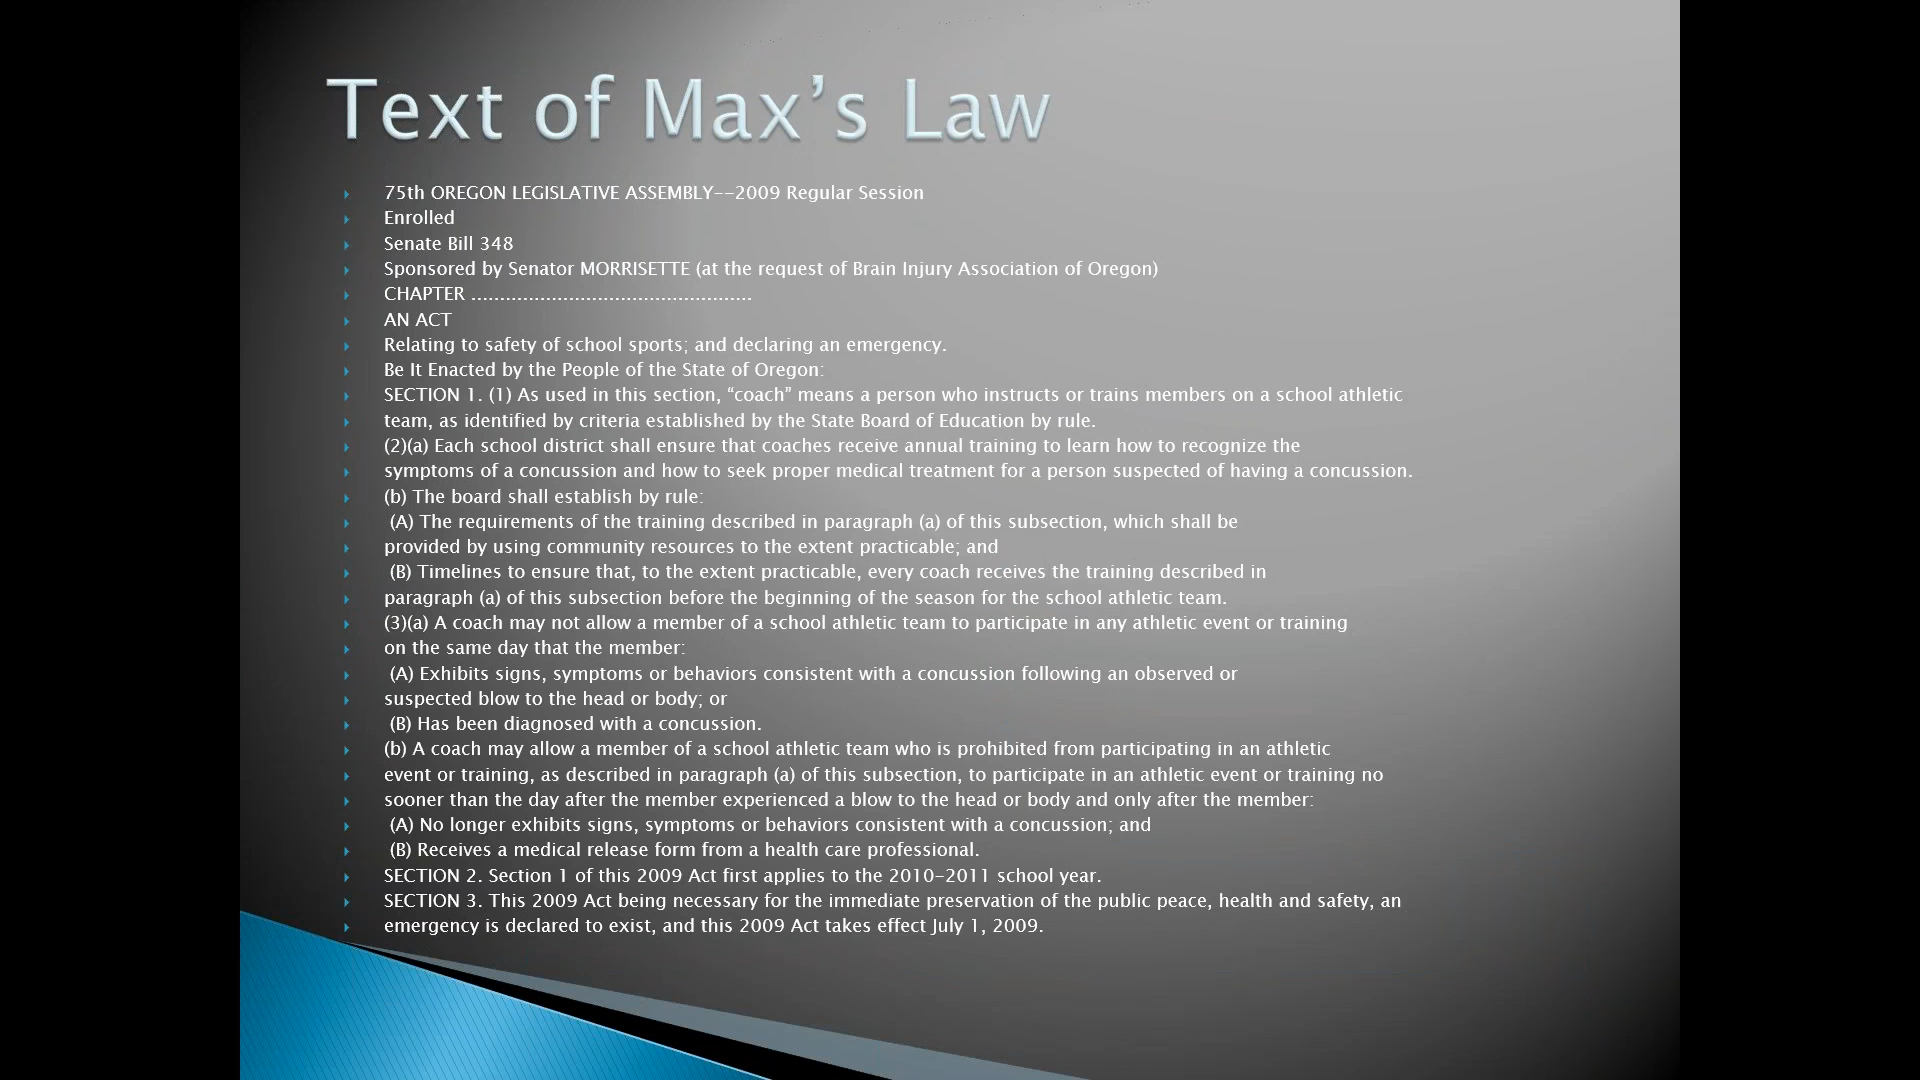 Text of Max’s Law
75th OREGON LEGISLATIVE ASSEMBLY--2009 Regular Session
Enrolled
Senate Bill 348
Sponsored by Senator MORRISETTE (at the request of Brain Injury Association of Oregon)
CHAPTER .................................................
AN ACT
Relating to safety of school sports; and declaring an emergency.
Be It Enacted by the People of the State of Oregon:
SECTION 1. (1) As used in this section, “coach” means a person who instructs or trains members on a school athletic
team, as identified by criteria established by the State Board of Education by rule.
(2)(a) Each school district shall ensure that coaches receive annual training to learn how to recognize the
symptoms of a concussion and how to seek proper medical treatment for a person suspected of having a concussion.
(b) The board shall establish by rule:
(A) The requirements of the training described in paragraph (a) of this subsection, which shall be
provided by using community resources to the extent practicable; and
(B) Timelines to ensure that, to the extent practicable, every coach receives the training described in
paragraph (a) of this subsection before the beginning of the season for the school athletic team.
(3)(a) A coach may not allow a member of a school athletic team to participate in any athletic event or training
on the same day that the member:
(A) Exhibits signs, symptoms or behaviors consistent with a concussion following an observed or
suspected blow to the head or body; or
(B) Has been diagnosed with a concussion.
(b) A coach may allow a member of a school athletic team who is prohibited from participating in an athletic
event or training, as described in paragraph (a) of this subsection, to participate in an athletic event or training no
sooner than the day after the member experienced a blow to the head or body and only after the member:
(A) No longer exhibits signs, symptoms or behaviors consistent with a concussion; and
(B) Receives a medical release form from a health care professional.
SECTION 2. Section 1 of this 2009 Act first applies to the 2010-2011 school year.
SECTION 3. This 2009 Act being necessary for the immediate preservation of the public peace, health and safety, an
emergency is declared to exist, and this 2009 Act takes effect July 1, 2009.